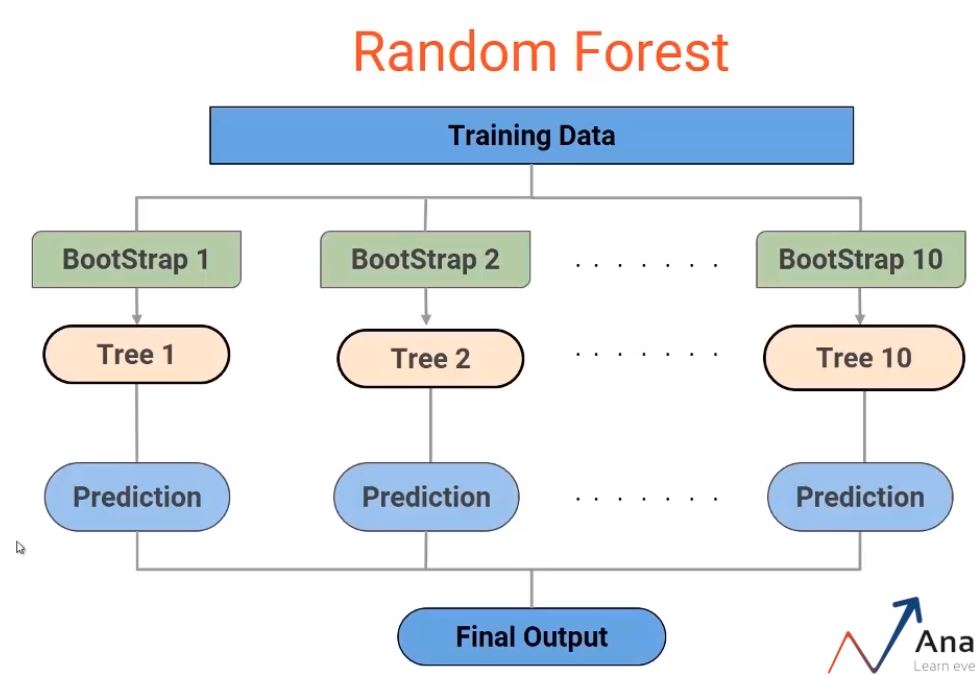 Random Forest
Training Data
BootStrap 1
BootStrap 2
. . . . . . .
BootStrap 10
Tree 1
Tree 2
. . . . . . .
Tree 10
Prediction
Prediction
. . . . . . .
Prediction
Final Output
Ana
Learn eve